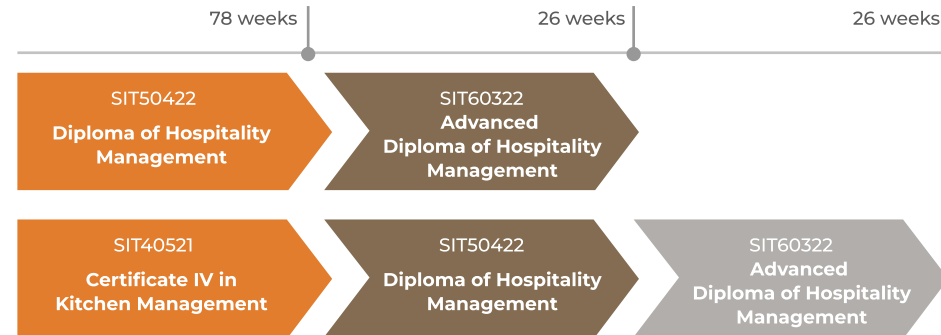 78 weeks
26 weeks
26 weeks
SIT50422
Diploma of Hospitality
Management
SIT60322
Advanced
Diploma of Hospitality
Management
SIT40521
Certificate IV in
Kitchen Management
SIT50422
Diploma of Hospitality
Management
SIT60322
Advanced
Diploma of Hospitality
Management